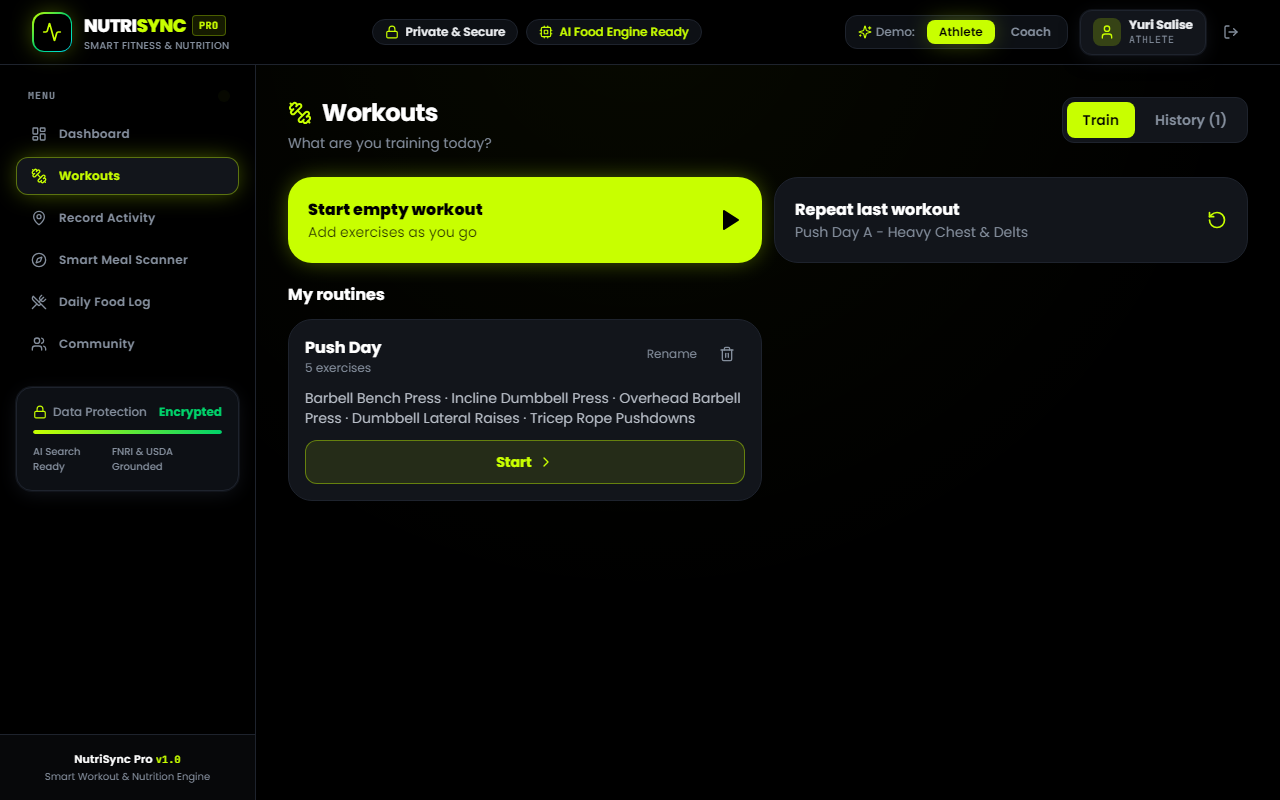 NUTRISYNC PRO
SMART FITNESS & NUTRITION
Private & Secure
AI Food Engine Ready
Demo:
Athlete
Coach
Yuri Salise
ATHLETE
MENU
Dashboard
Workouts
Record Activity
Smart Meal Scanner
Daily Food Log
Community
Data Protection Encrypted
AI Search
Ready
FNRI & USDA
Grounded
NutriSync Pro v1.0
Smart Workout & Nutrition Engine
Workouts
What are you training today?
Train
History (1)
Start empty workout
Add exercises as you go
Repeat last workout
Push Day A - Heavy Chest & Delts
My routines
Push Day
5 exercises
Rename
Barbell Bench Press · Incline Dumbbell Press · Overhead Barbell
Press · Dumbbell Lateral Raises · Tricep Rope Pushdowns
Start